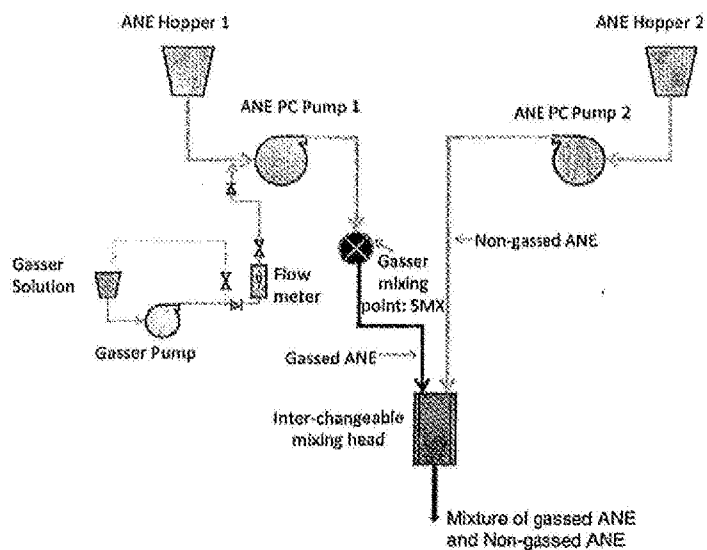 ANE Hopper 1
ANE Hopper 2
ANE PC Pump 1
ANE PC Pump 2
Non-gassed ANE
Gasser
Solution
Flow
meter
Gasser
mixing
point: SMX
Gasser Pump
Gassed ANE
Inter-changeable
mixing head
Mixture of gassed ANE
and Non-gassed ANE